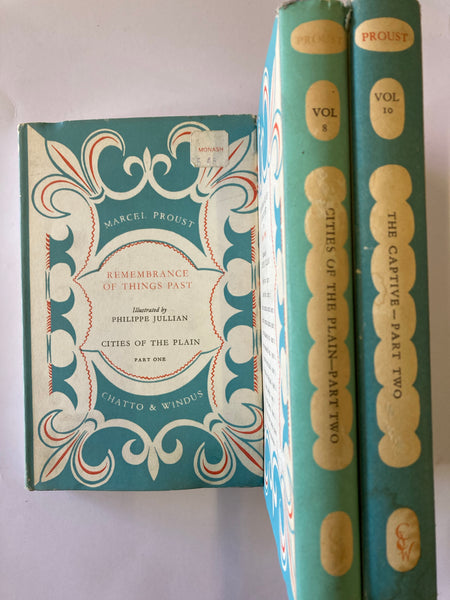 MONASH
MARCEL PROUST
REMEMBRANCE
OF THINGS PAST
Illustrated by
PHILIPPE JULLIAN
CITIES OF THE PLAIN
PART ONE
CHATTO & WINDUS
PROUST
VOL
8
CITIES OF THE PLAIN—PART TWO
PROUST
VOL
10
THE CAPTIVE — PART TWO
C&W